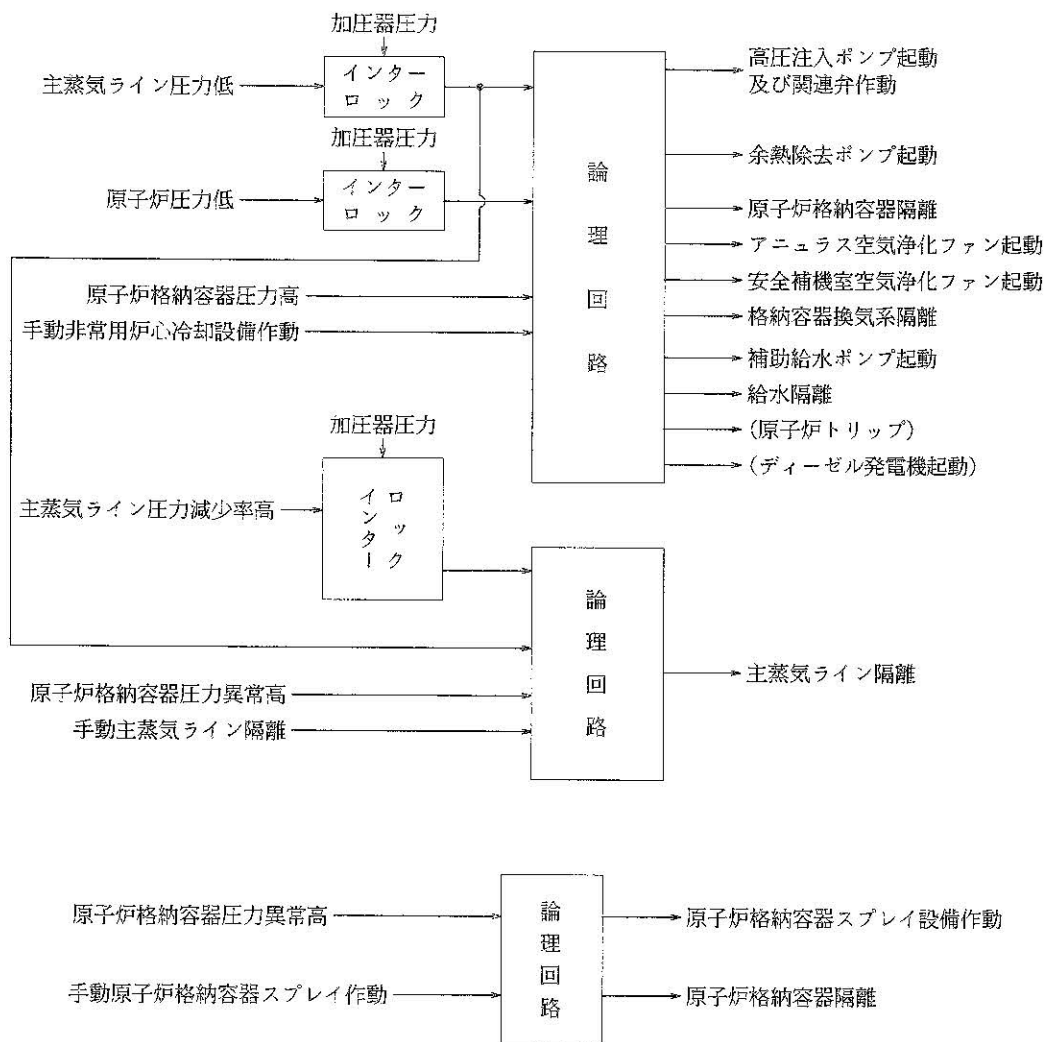 加圧器圧力
主蒸気ライン圧力低
インター
ロック
加圧器圧力
原子炉圧力低
インター
ロック
原子炉格納容器圧力高
手動非常用炉心冷却設備作動
論理回路
高圧注入ポンプ起動
及び関連弁作動
余熱除去ポンプ起動
原子炉格納容器隔離
アニュラス空気浄化ファン起動
安全補機室空気浄化ファン起動
格納容器換気系隔離
補助給水ポンプ起動
給水隔離
(原子炉トリップ)
(ディーゼル発電機起動)
加圧器圧力
主蒸気ライン圧力減少率高
インター
ロック
原子炉格納容器圧力異常高
手動主蒸気ライン隔離
論理回路
主蒸気ライン隔離
原子炉格納容器圧力異常高
手動原子炉格納容器スプレイ作動
論理回路
原子炉格納容器スプレイ設備作動
原子炉格納容器隔離